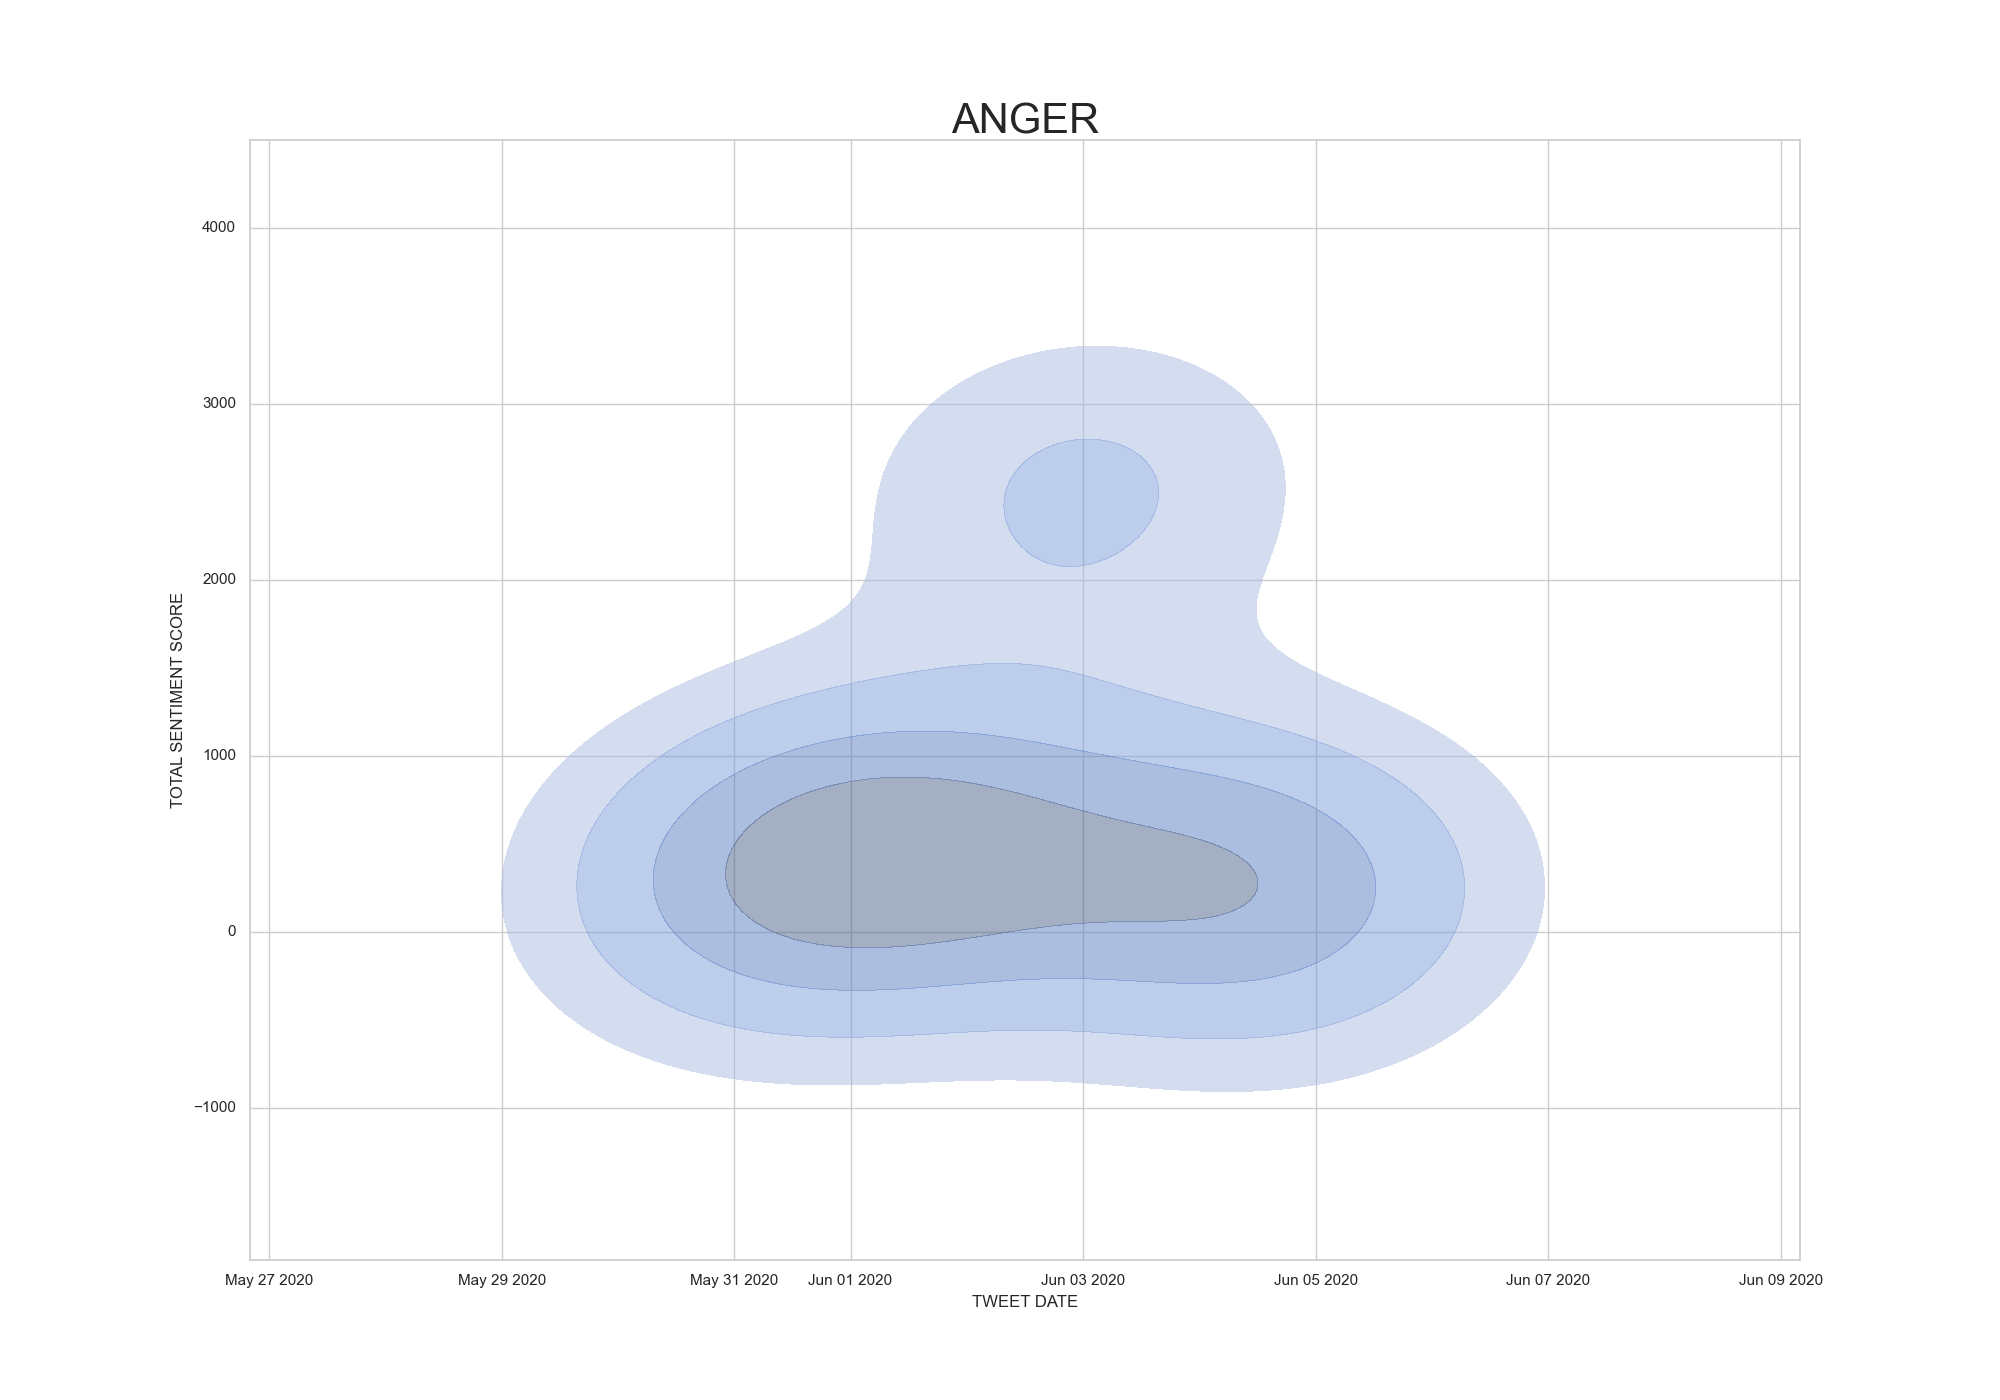 ANGER
4000
3000
2000
1000
0
−1000
TOTAL SENTIMENT SCORE
May 27 2020 May 29 2020 May 31 2020 Jun 01 2020 Jun 03 2020 Jun 05 2020 Jun 07 2020 Jun 09 2020
TWEET DATE